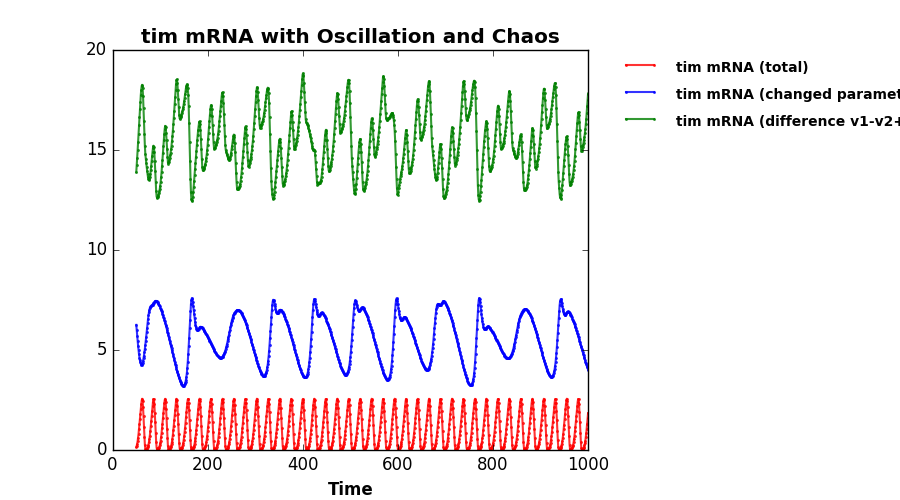 tim mRNA with Oscillation and Chaos
20
15
10
5
0
0 200 400 600 800 1000
Time
tim mRNA (total)
tim mRNA (changed paramet
tim mRNA (difference v1-v2+